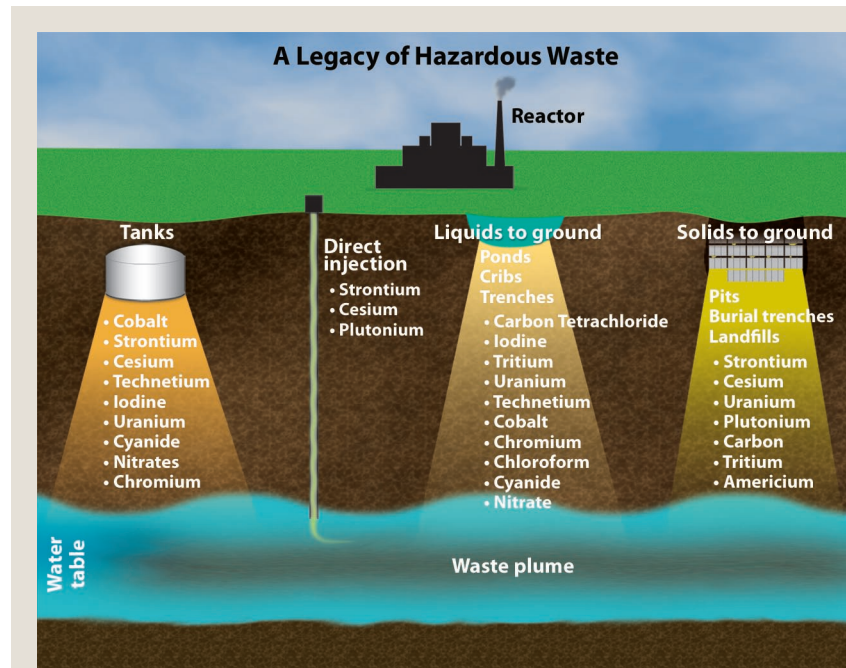 A Legacy of Hazardous Waste
Reactor
Tanks
• Cobalt
• Strontium
• Cesium
• Technetium
• Iodine
• Uranium
• Cyanide
• Nitrates
• Chromium
Direct
injection
• Strontium
• Cesium
• Plutonium
Liquids to ground
Ponds
Cribs
Trenches
• Carbon Tetrachloride
• Iodine
• Tritium
• Uranium
• Technetium
• Cobalt
• Chromium
• Chloroform
• Cyanide
• Nitrate
Solids to ground
Pits
Burial trenches
Landfills
• Strontium
• Cesium
• Uranium
• Plutonium
• Carbon
• Tritium
• Americium
Water
table
Waste plume